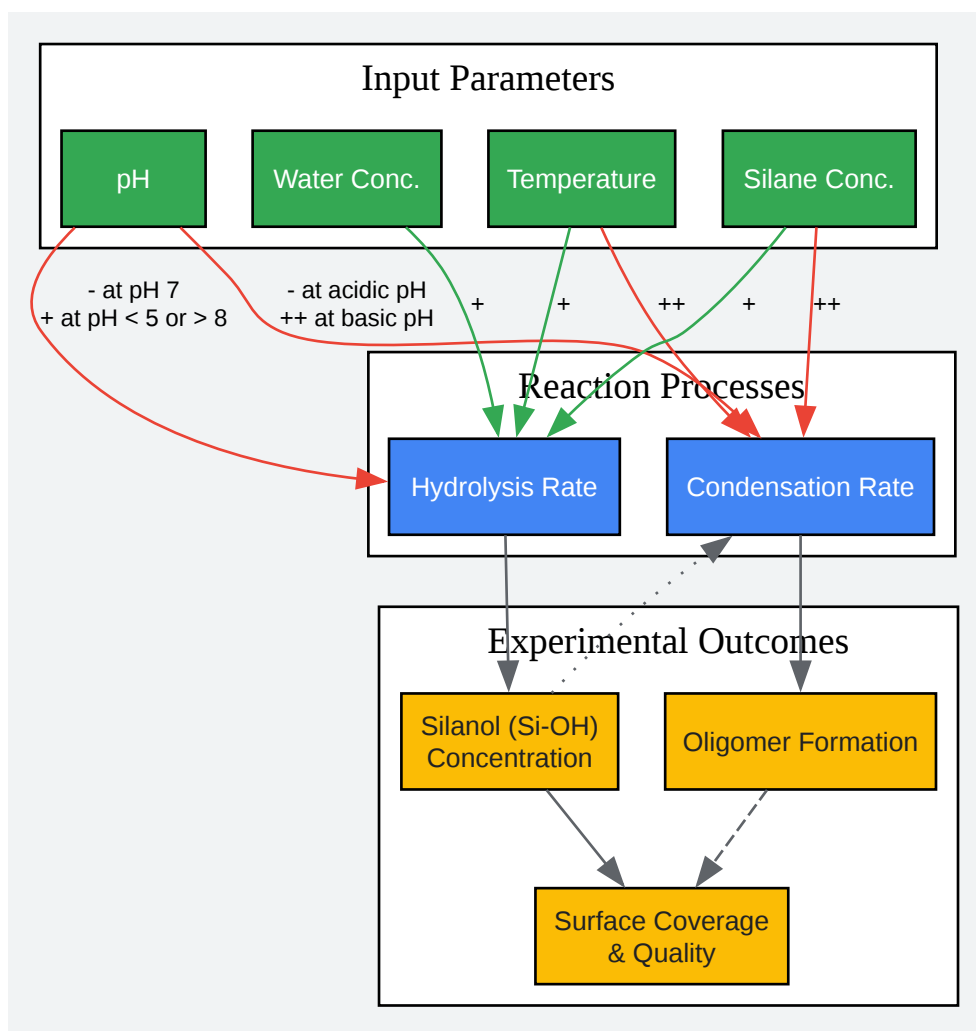 Input Parameters
pH
Water Conc.
Temperature
Silane Conc.
- at pH 7
+ at pH < 5 or > 8
- at acidic pH
++ at basic pH
+
+
++
+
++
Reaction Processes
Hydrolysis Rate
Condensation Rate
Experimental Outcomes
Silanol (Si-OH)
Concentration
Oligomer Formation
Surface Coverage
& Quality